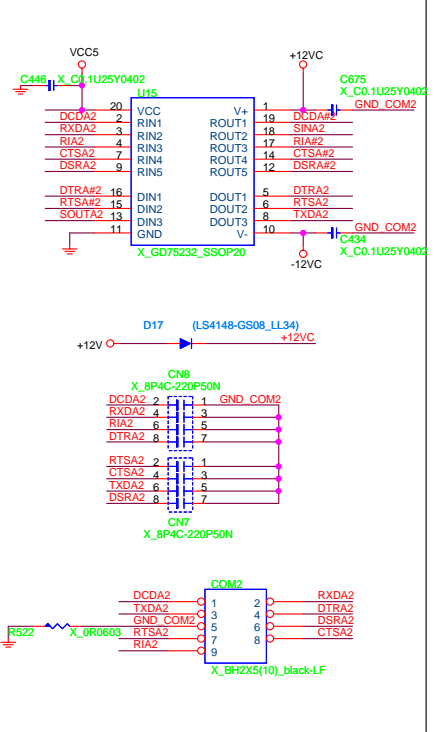 VCC5
+12VC
C446
X_C0.1U25Y0402
U15
C675
X_C0.1U25Y0402
20 VCC V+ 1 GND_COM2
DCDA2 2 RIN1 ROUT1 19 DCDA#2
RXDA2 3 RIN2 ROUT2 18 SINA2
RIA2 4 RIN3 ROUT3 17 RIA#2
CTSA2 7 RIN4 ROUT4 14 CTSA#2
DSRA2 9 RIN5 ROUT5 12 DSRA#2
DTRA#2 16 DIN1 DOUT1 5 DTRA2
RTSA#2 15 DIN2 DOUT2 6 RTSA2
SOUTA2 13 DIN3 DOUT3 8 TXDA2
11 GND V- 10 GND_COM2
C434
X_GD75232_SSOP20
X_C0.1U25Y0402
-12VC
D17 (LS4148-GS08_LL34)
+12V +12VC
CN8
X_8P4C-220P50N
DCDA2 2 1 GND_COM2
RXDA2 4 3
RIA2 6 5
DTRA2 8 7
RTSA2 2 1
CTSA2 4 3
TXDA2 6 5
DSRA2 8 7
CN7
X_8P4C-220P50N
COM2
DCDA2 1 2 RXDA2
TXDA2 3 4 DTRA2
GND_COM2 5 6 DSRA2
R522 X_0R0603
RTSA2 7 8 CTSA2
RIA2 9
X_BH2X5(10)_black-LF